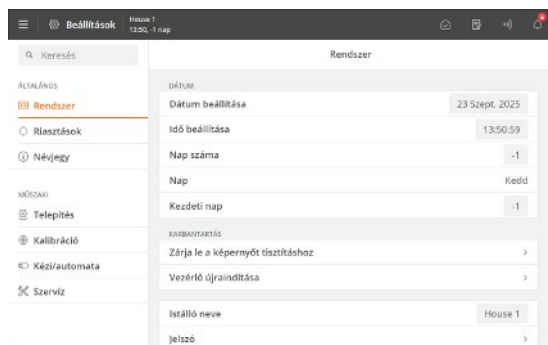 Beállítások
House 1
13:50, -1 nap
Keresés
Rendszer
ÁLTALÁNOS
Rendszer
Riasztások
Névjegy
MŰSZAKI
Telepítés
Kalibráció
Kézi/automata
Szervíz
DÁTUM
Dátum beállítása 23 Szept. 2025
Idő beállítása 13:50:59
Nap száma -1
Nap Kedd
Kezdeti nap -1
KARBANTARTÁS
Zárja le a képernyőt tisztításhoz
Vezérlő újraindítása
Istálló neve House 1
Jelszó